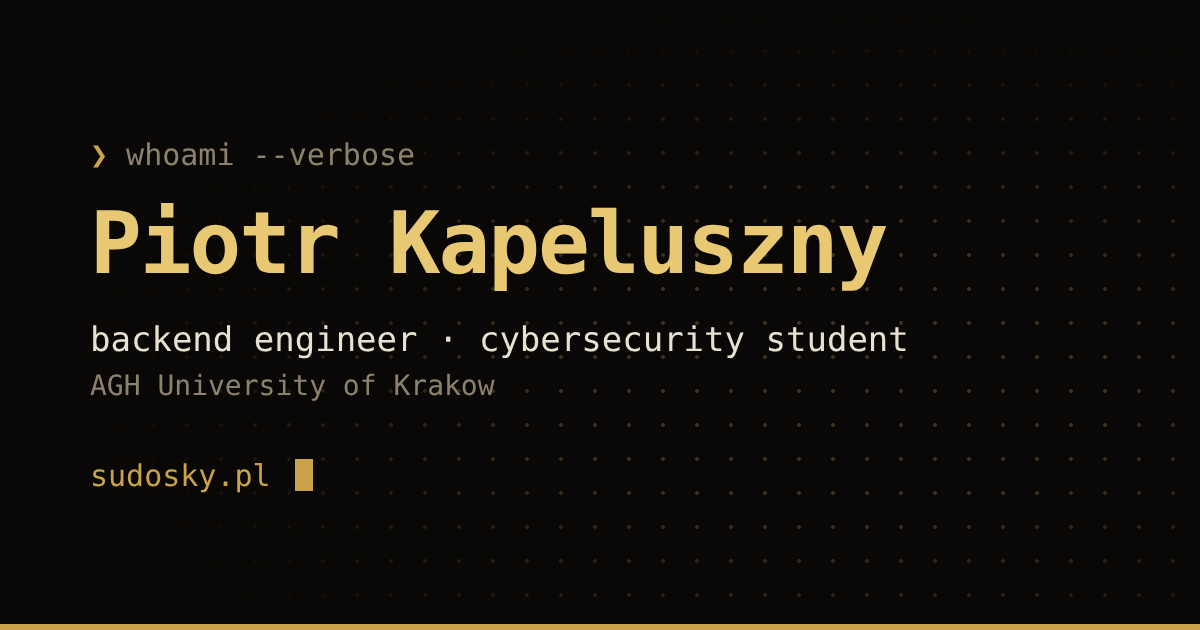 ❯ whoami --verbose
Piotr Kapeluszny
backend engineer · cybersecurity student
AGH University of Krakow
sudosky.pl